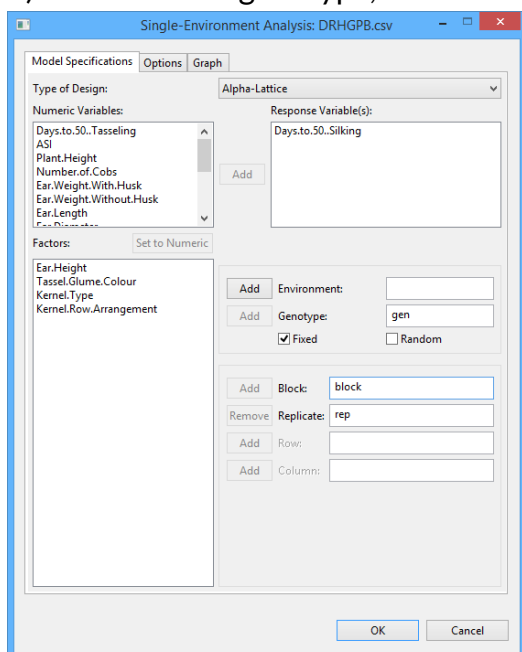 Single-Environment Analysis: DRHGPB.csv
Model Specifications Options Graph
Type of Design: Alpha-Lattice
Numeric Variables: Response Variable(s):
Days.to.50..Tasseling Days.to.50..Silking
ASI
Plant.Height
Number.of.Cobs Add
Ear.Weight.With.Husk
Ear.Weight.Without.Husk
Ear.Length
Factors: Set to Numeric
Ear.Height
Tassel.Glume.Colour Add Environment:
Kernel.Type
Kernel.Row.Arrangement Add Genotype: gen
Fixed Random
Add Block: block
Remove Replicate: rep
Add Row:
Add Column:
OK Cancel